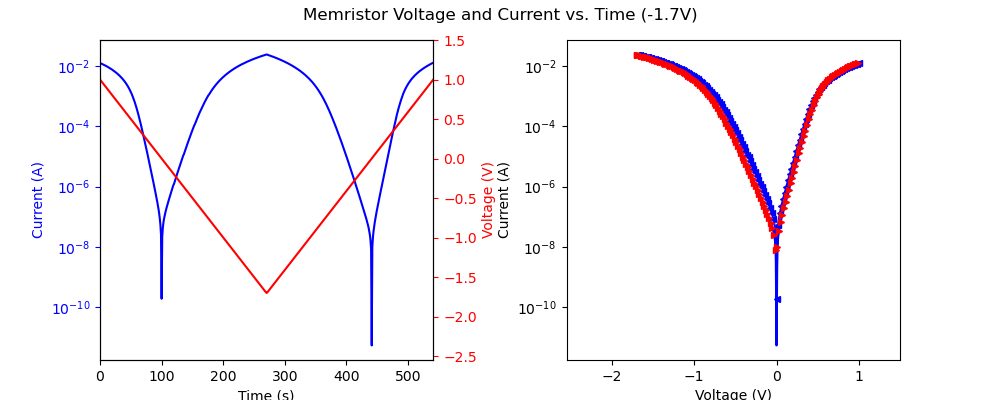 Memristor Voltage and Current vs. Time (-1.7V)
Current (A)
10⁻²
10⁻⁴
10⁻⁶
10⁻⁸
10⁻¹⁰
0 100 200 300 400 500
Time (s)
1.5
1.0
0.5
0.0
−0.5
−1.0
−1.5
−2.0
−2.5
Voltage (V)
Current (A)
10⁻²
10⁻⁴
10⁻⁶
10⁻⁸
10⁻¹⁰
−2 −1 0 1
Voltage (V)